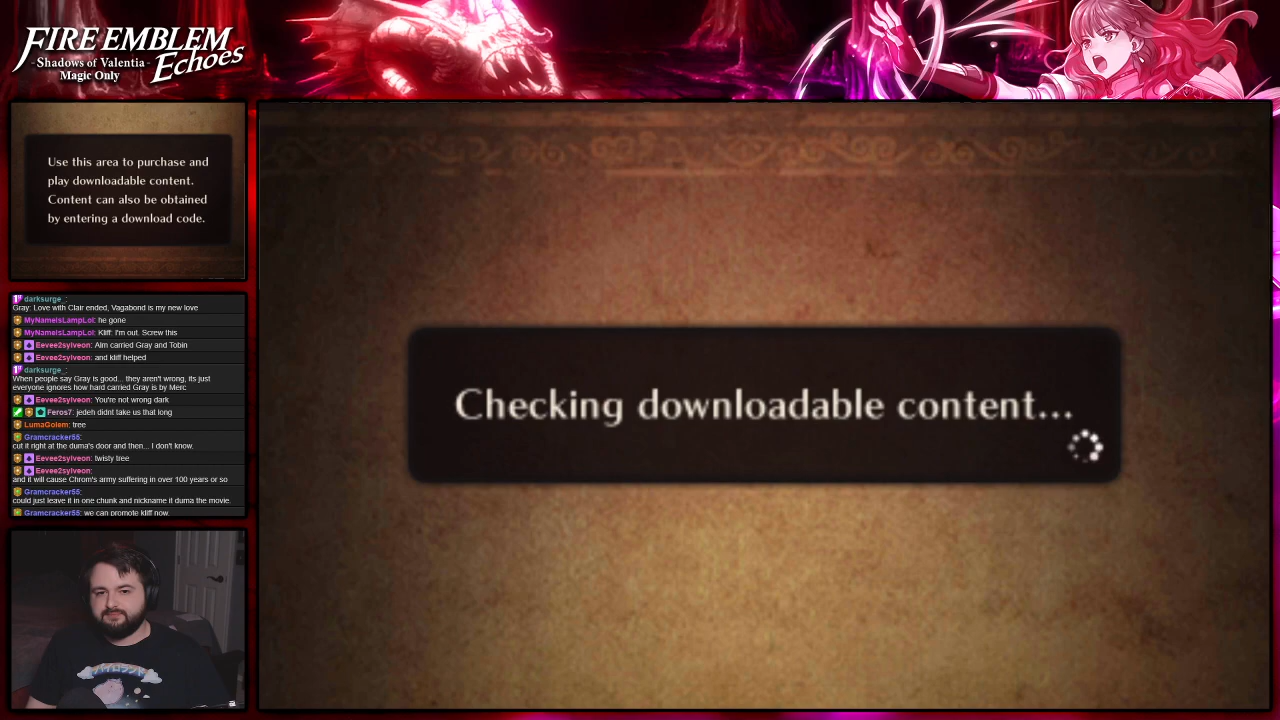 FIRE EMBLEM
Echoes
- Shadows of Valentia -
Magic Only
Use this area to purchase and
play downloadable content.
Content can also be obtained
by entering a download code.
Checking downloadable content...
darksurge_:
Gray: Love with Clair ended, Vagabond is my new love
MyNameIsLampLol: he gone
MyNameIsLampLol: Kliff: I'm out. Screw this
Eevee2sylveon: Alm carried Gray and Tobin
Eevee2sylveon: and kliff helped
darksurge_:
When people say Gray is good... they aren't wrong, its just
everyone ignores how hard carried Gray is by Merc
Eevee2sylveon: You're not wrong dark
Feros7: jedeh didnt take us that long
LumaGolem: tree
Gramcracker55:
cut it right at the duma's door and then... I don't know.
Eevee2sylveon: twisty tree
Eevee2sylveon:
and it will cause Chrom's army suffering in over 100 years or so
Gramcracker55:
could just leave it in one chunk and nickname it duma the movie.
Gramcracker55: we can promote kliff now.